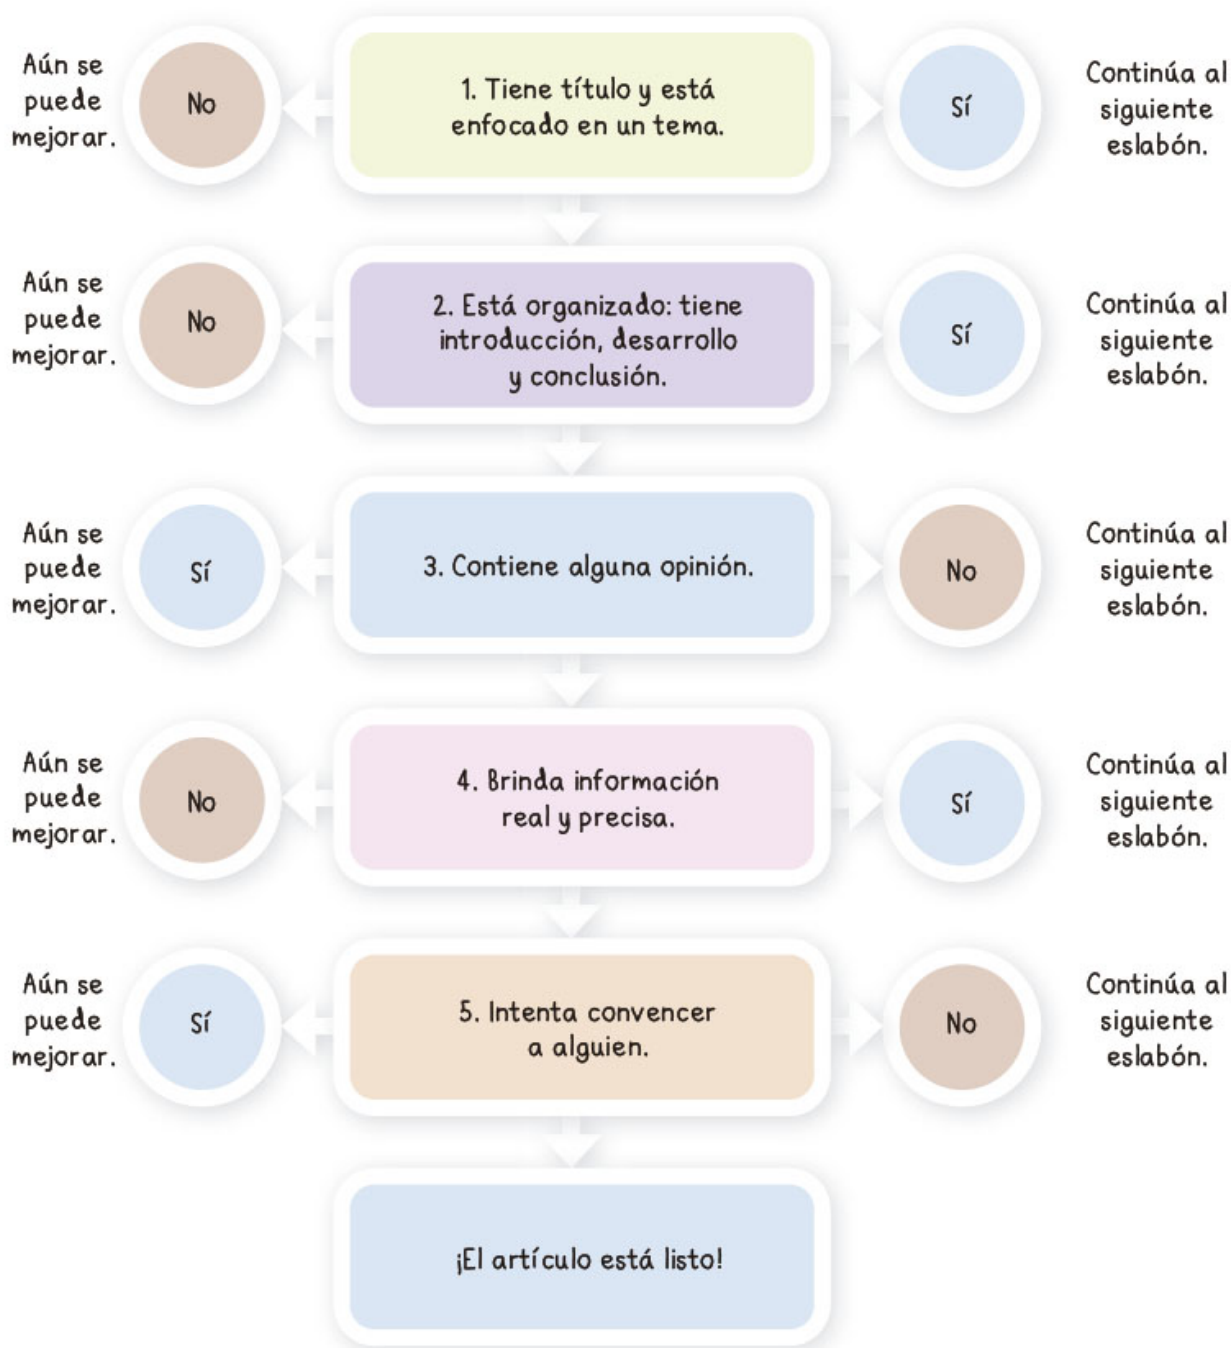 Aún se
puede
mejorar.
No
1. Tiene título y está
enfocado en un tema.
Sí
Continúa al
siguiente
eslabón.
Aún se
puede
mejorar.
No
2. Está organizado: tiene
introducción, desarrollo
y conclusión.
Sí
Continúa al
siguiente
eslabón.
Aún se
puede
mejorar.
Sí
3. Contiene alguna opinión.
No
Continúa al
siguiente
eslabón.
Aún se
puede
mejorar.
No
4. Brinda información
real y precisa.
Sí
Continúa al
siguiente
eslabón.
Aún se
puede
mejorar.
Sí
5. Intenta convencer
a alguien.
No
Continúa al
siguiente
eslabón.
¡El artículo está listo!